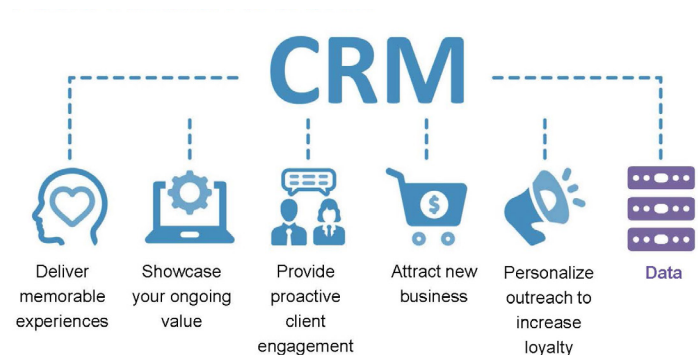 CRM
Deliver
memorable
experiences
Showcase
your ongoing
value
Provide
proactive
client
engagement
Attract new
business
Personalize
outreach to
increase
loyalty
Data
$